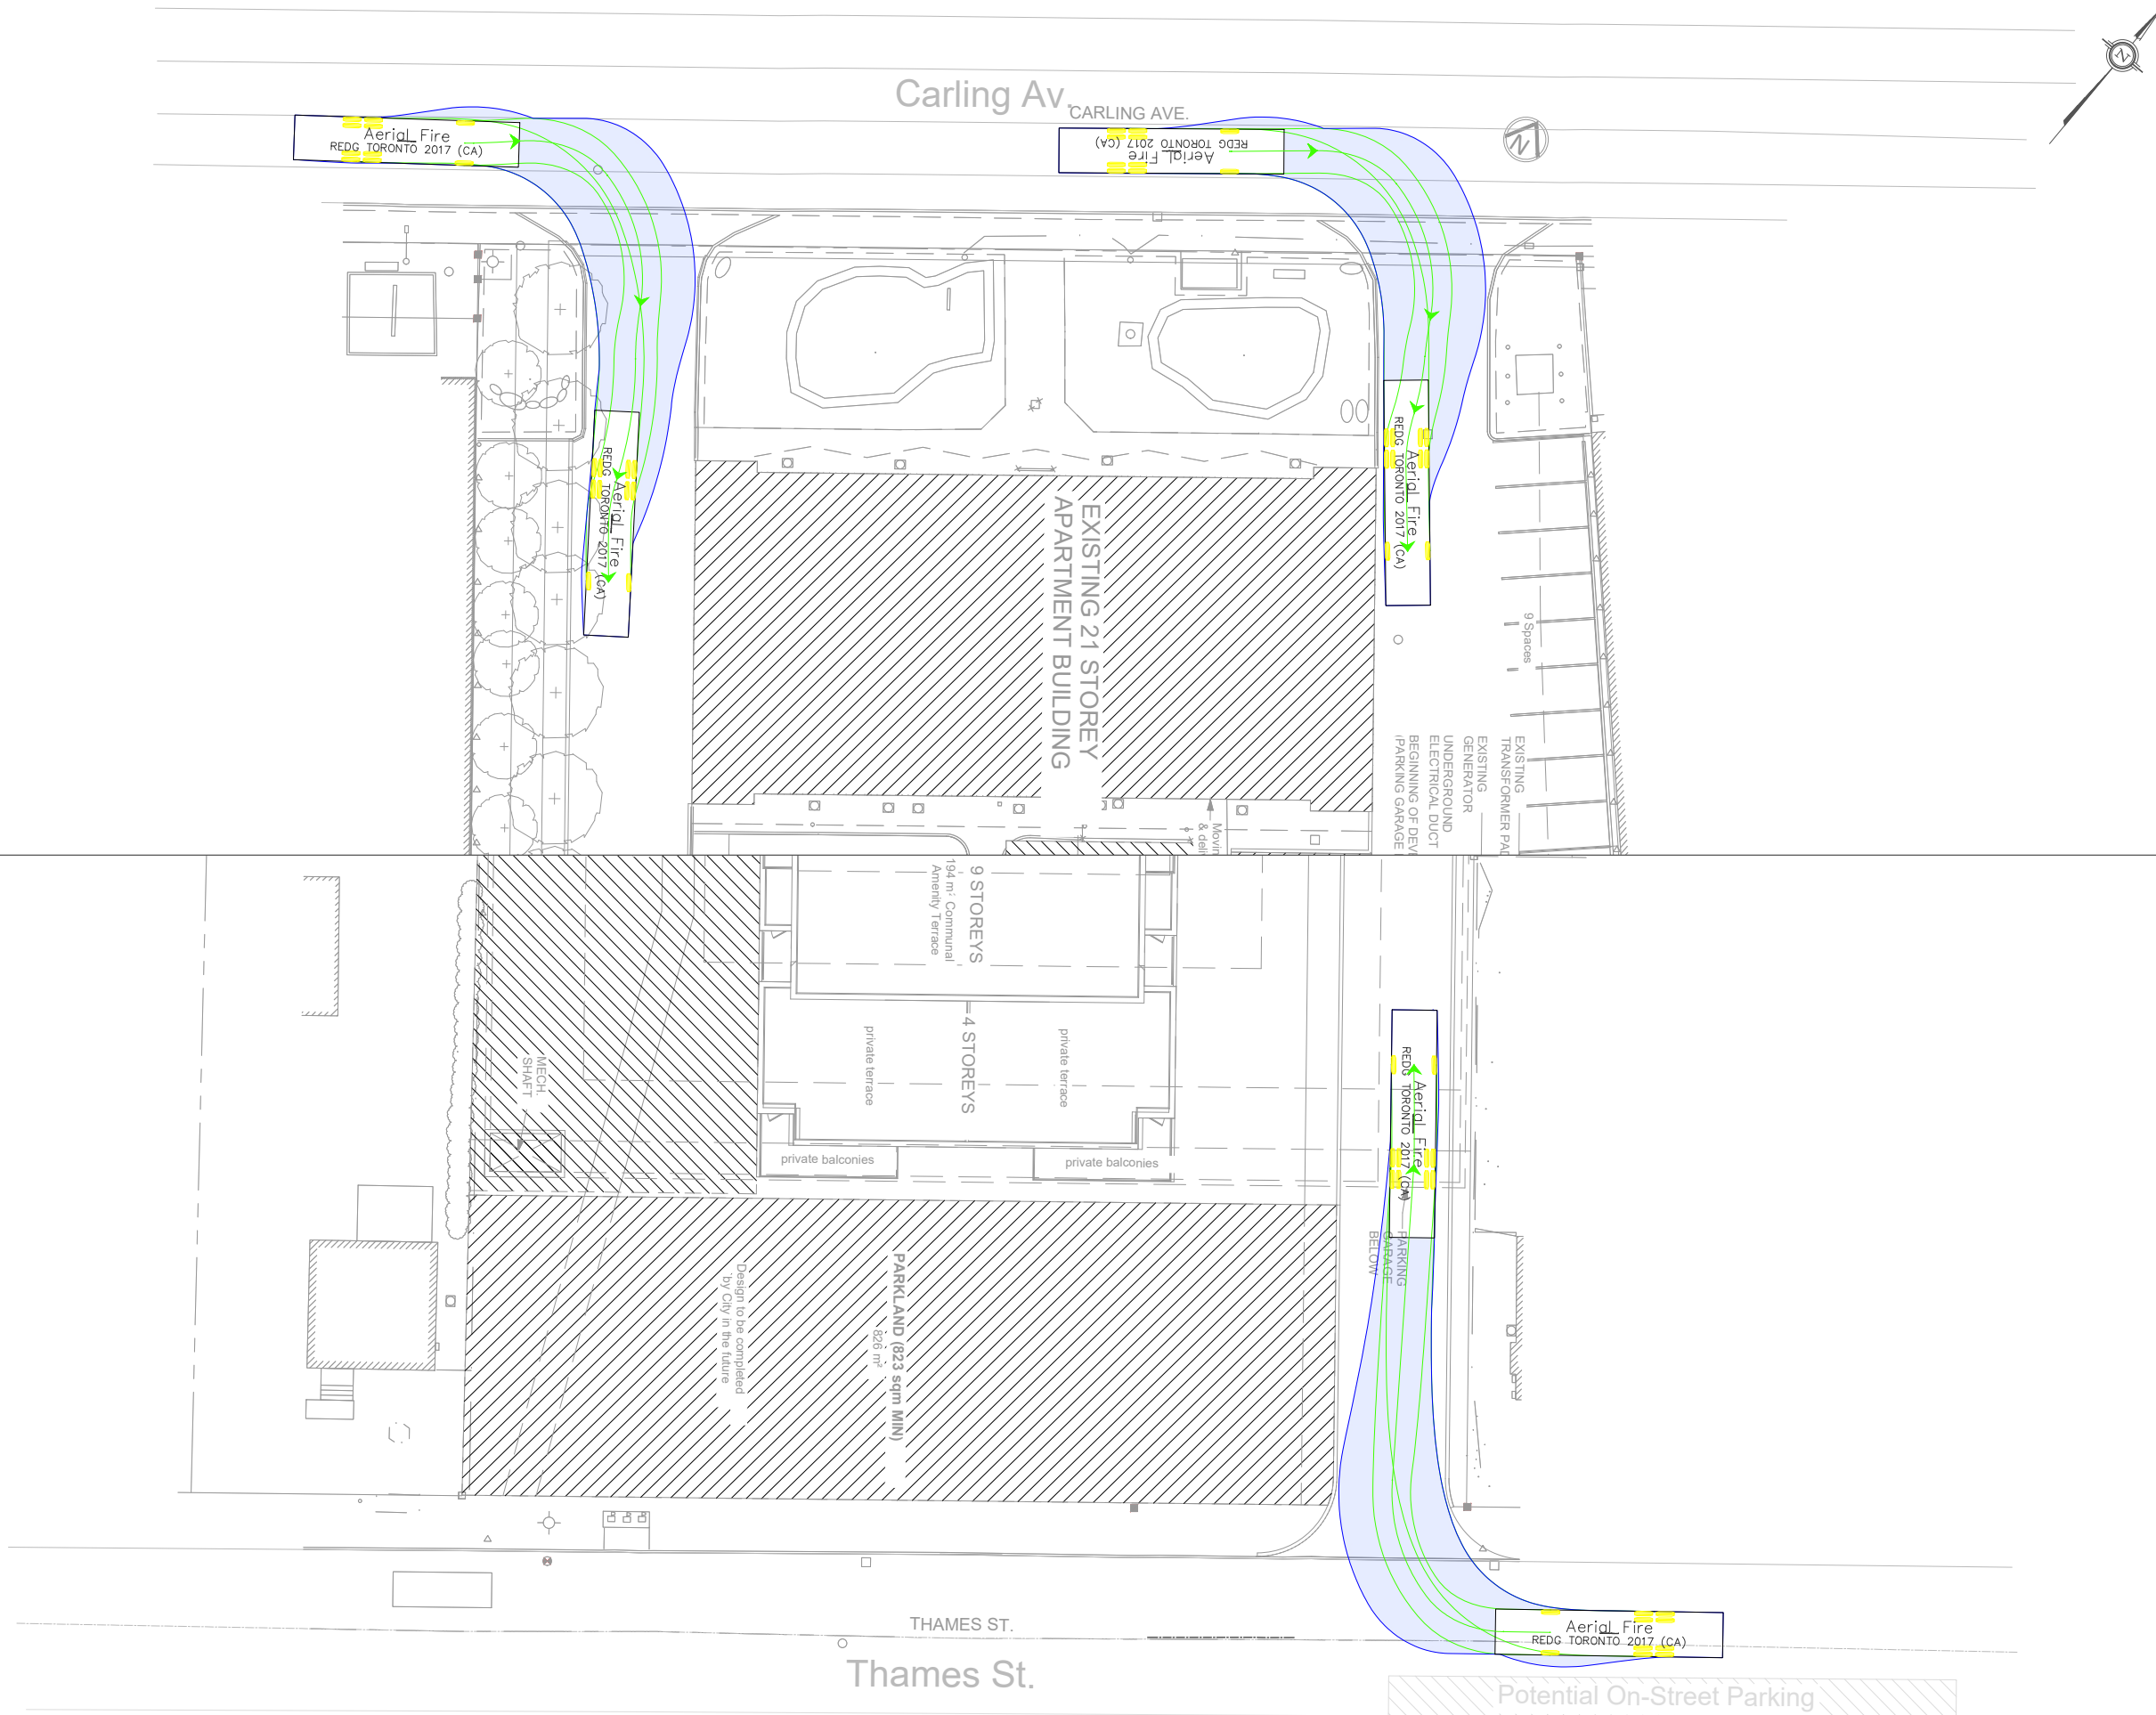 Carling Av.
CARLING AVE.
N
N
Aerial Fire
REDG TORONTO 2017 (CA)
Aerial Fire
REDG TORONTO 2017 (CA)
Aerial Fire
REDG TORONTO 2017 (CA)
Aerial Fire
REDG TORONTO 2017 (CA)
EXISTING 21 STOREY
APARTMENT BUILDING
9 Spaces
EXISTING
TRANSFORMER PAD
EXISTING
GENERATOR
UNDERGROUND
ELECTRICAL DUCT
BEGINNING OF
(PARKING GARAGE
& 
9 STOREYS
194 m² Communal
Amenity Terrace
4 STOREYS
private terrace
private terrace
MECH.
SHAFT
private balconies
private balconies
Aerial Fire
REDG TORONTO 2017 (CA)
PARKING
GARAGE
BELOW
PARKLAND (823 sqm MIN)
826 m²
Design to be completed
by City in the future
THAMES ST.
Thames St.
Aerial Fire
REDG TORONTO 2017 (CA)
Potential On-Street Parking